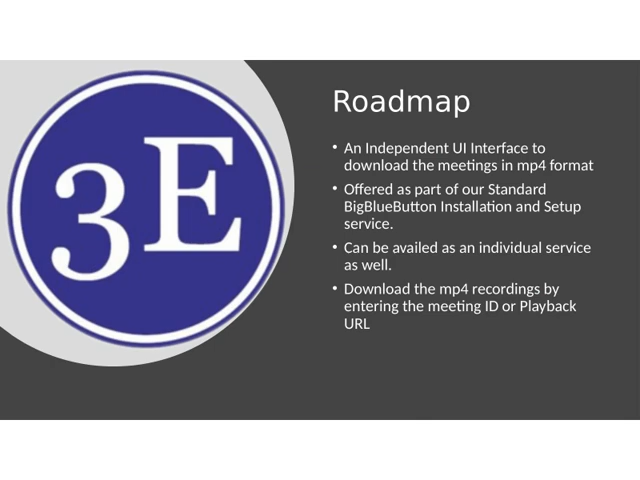 3E
Roadmap
• An Independent UI Interface to
download the meetings in mp4 format
• Offered as part of our Standard
BigBlueButton Installation and Setup
service.
• Can be availed as an individual service
as well.
• Download the mp4 recordings by
entering the meeting ID or Playback
URL